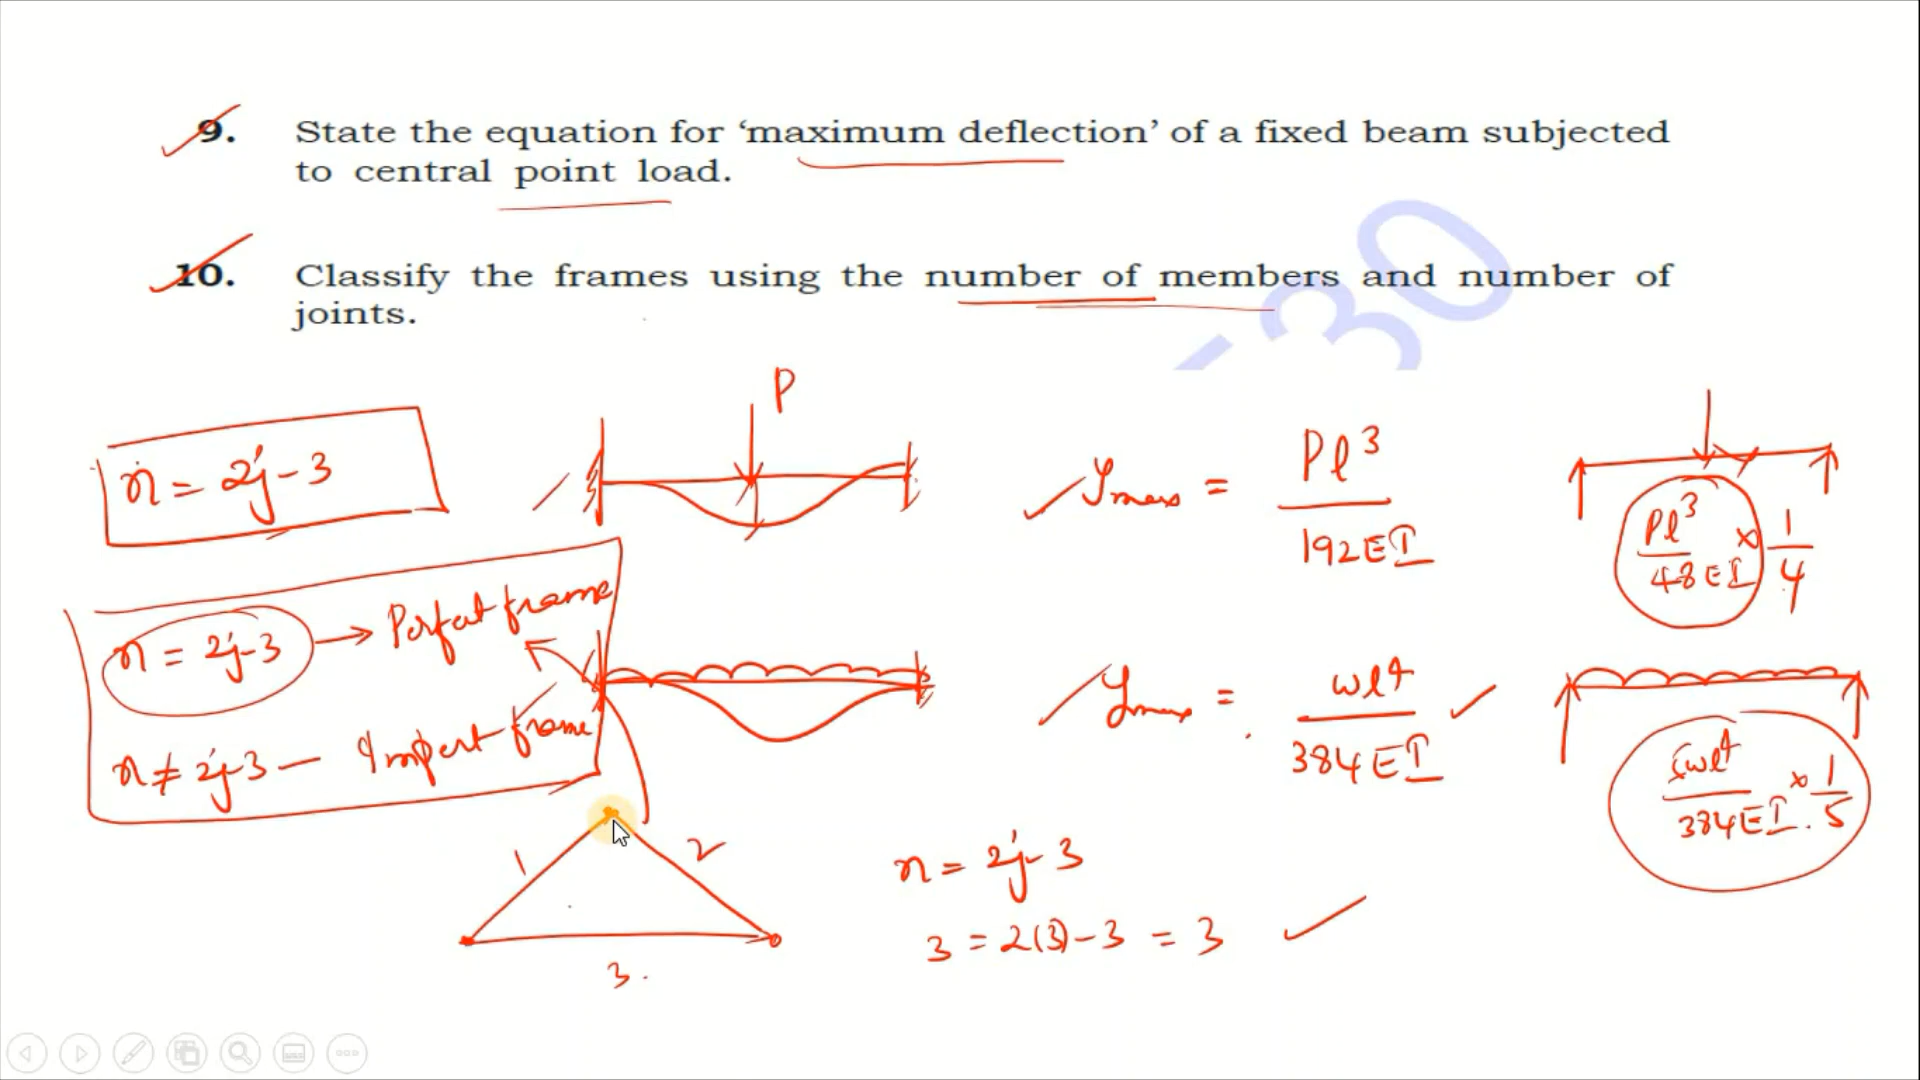 9. State the equation for ‘maximum deflection’ of a fixed beam subjected
to central point load.
10. Classify the frames using the number of members and number of
joints.
30
n = 2j - 3
P
Ymax = Pl³ / 192EI
Pl³ / 48EI × 1/4
n = 2j-3 → Perfat frame
n ≠ 2j-3 — Impert frame
ymax = wl⁴ / 384EI
5wl⁴ / 384EI × 1/5
1 2
3
n = 2j - 3
3 = 2(3) - 3 = 3